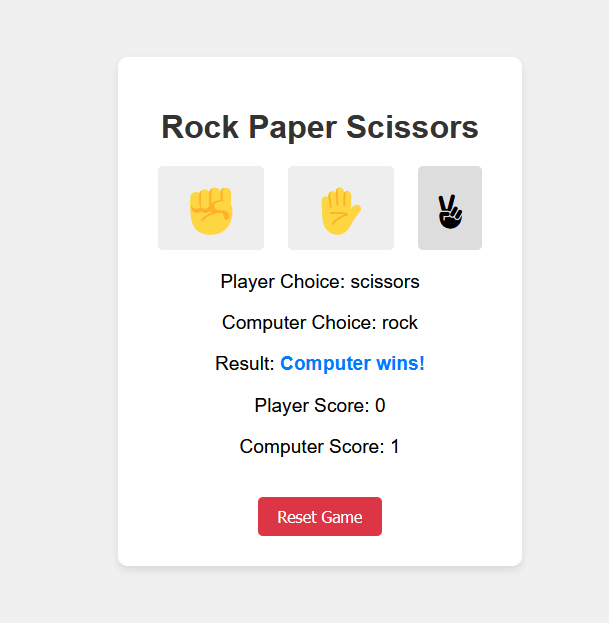 Rock Paper Scissors
Player Choice: scissors
Computer Choice: rock
Result: Computer wins!
Player Score: 0
Computer Score: 1
Reset Game